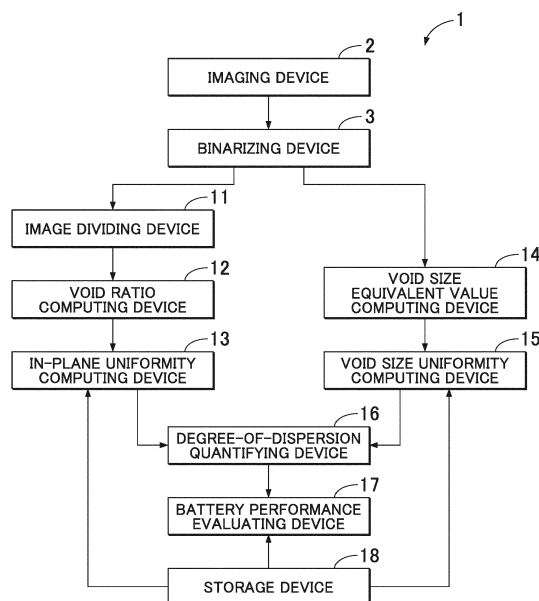 1
2
IMAGING DEVICE
3
BINARIZING DEVICE
11
IMAGE DIVIDING DEVICE
12
VOID RATIO
COMPUTING DEVICE
13
IN-PLANE UNIFORMITY
COMPUTING DEVICE
14
VOID SIZE
EQUIVALENT VALUE
COMPUTING DEVICE
15
VOID SIZE UNIFORMITY
COMPUTING DEVICE
16
DEGREE-OF-DISPERSION
QUANTIFYING DEVICE
17
BATTERY PERFORMANCE
EVALUATING DEVICE
18
STORAGE DEVICE